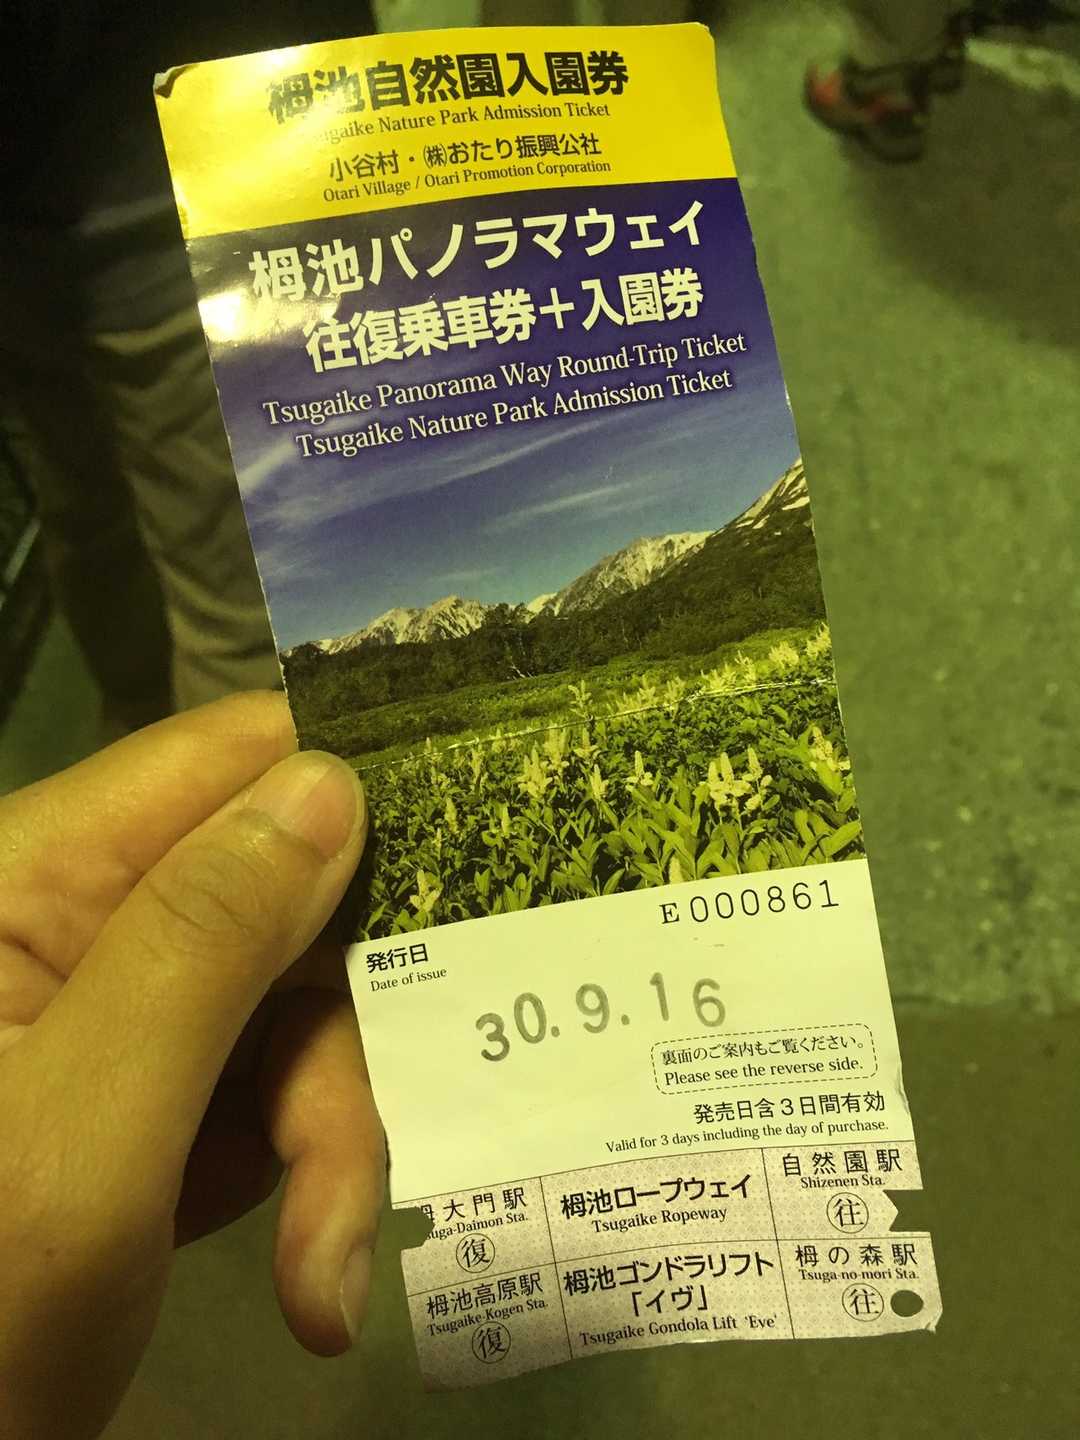 栂池自然園入園券
Tsugaike Nature Park Admission Ticket
小谷村・㈱おたり振興公社
Otari Village / Otari Promotion Corporation
栂池パノラマウェイ
往復乗車券+入園券
Tsugaike Panorama Way Round-Trip Ticket
Tsugaike Nature Park Admission Ticket
E000861
発行日
Date of issue
30.9.16
裏面のご案内もご覧ください。
Please see the reverse side.
発売日含3日間有効
Valid for 3 days including the day of purchase.
大門駅
Daimon Sta.
復
栂池ロープウェイ
Tsugaike Ropeway
自然園駅
Shizenen Sta.
往
栂池高原駅
Tsugaike-Kogen Sta.
復
栂池ゴンドラリフト
「イヴ」
Tsugaike Gondola Lift 'Eve'
栂の森駅
Tsuga-no-mori Sta.
往